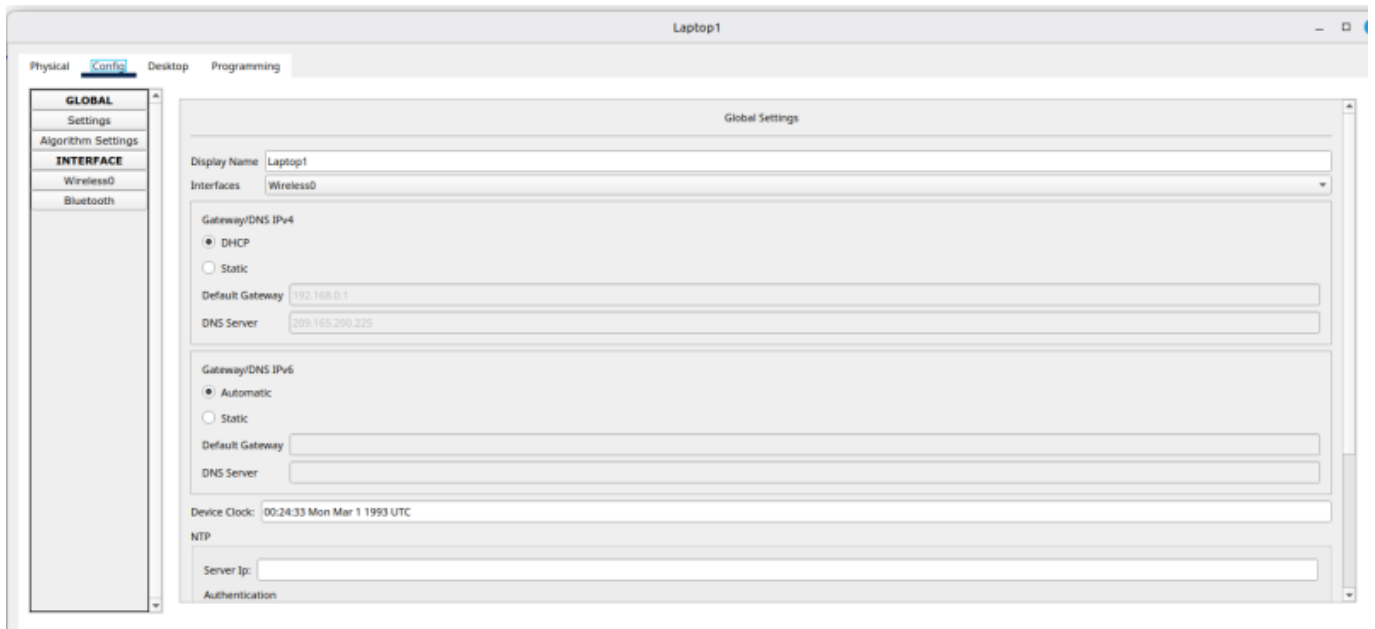 Laptop1
Physical Config Desktop Programming
GLOBAL
Settings
Algorithm Settings
INTERFACE
Wireless0
Bluetooth
Global Settings
Display Name Laptop1
Interfaces Wireless0
Gateway/DNS IPv4
DHCP
Static
Default Gateway 192.168.0.1
DNS Server 209.165.200.225
Gateway/DNS IPv6
Automatic
Static
Default Gateway
DNS Server
Device Clock: 00:24:33 Mon Mar 1 1993 UTC
NTP
Server Ip:
Authentication